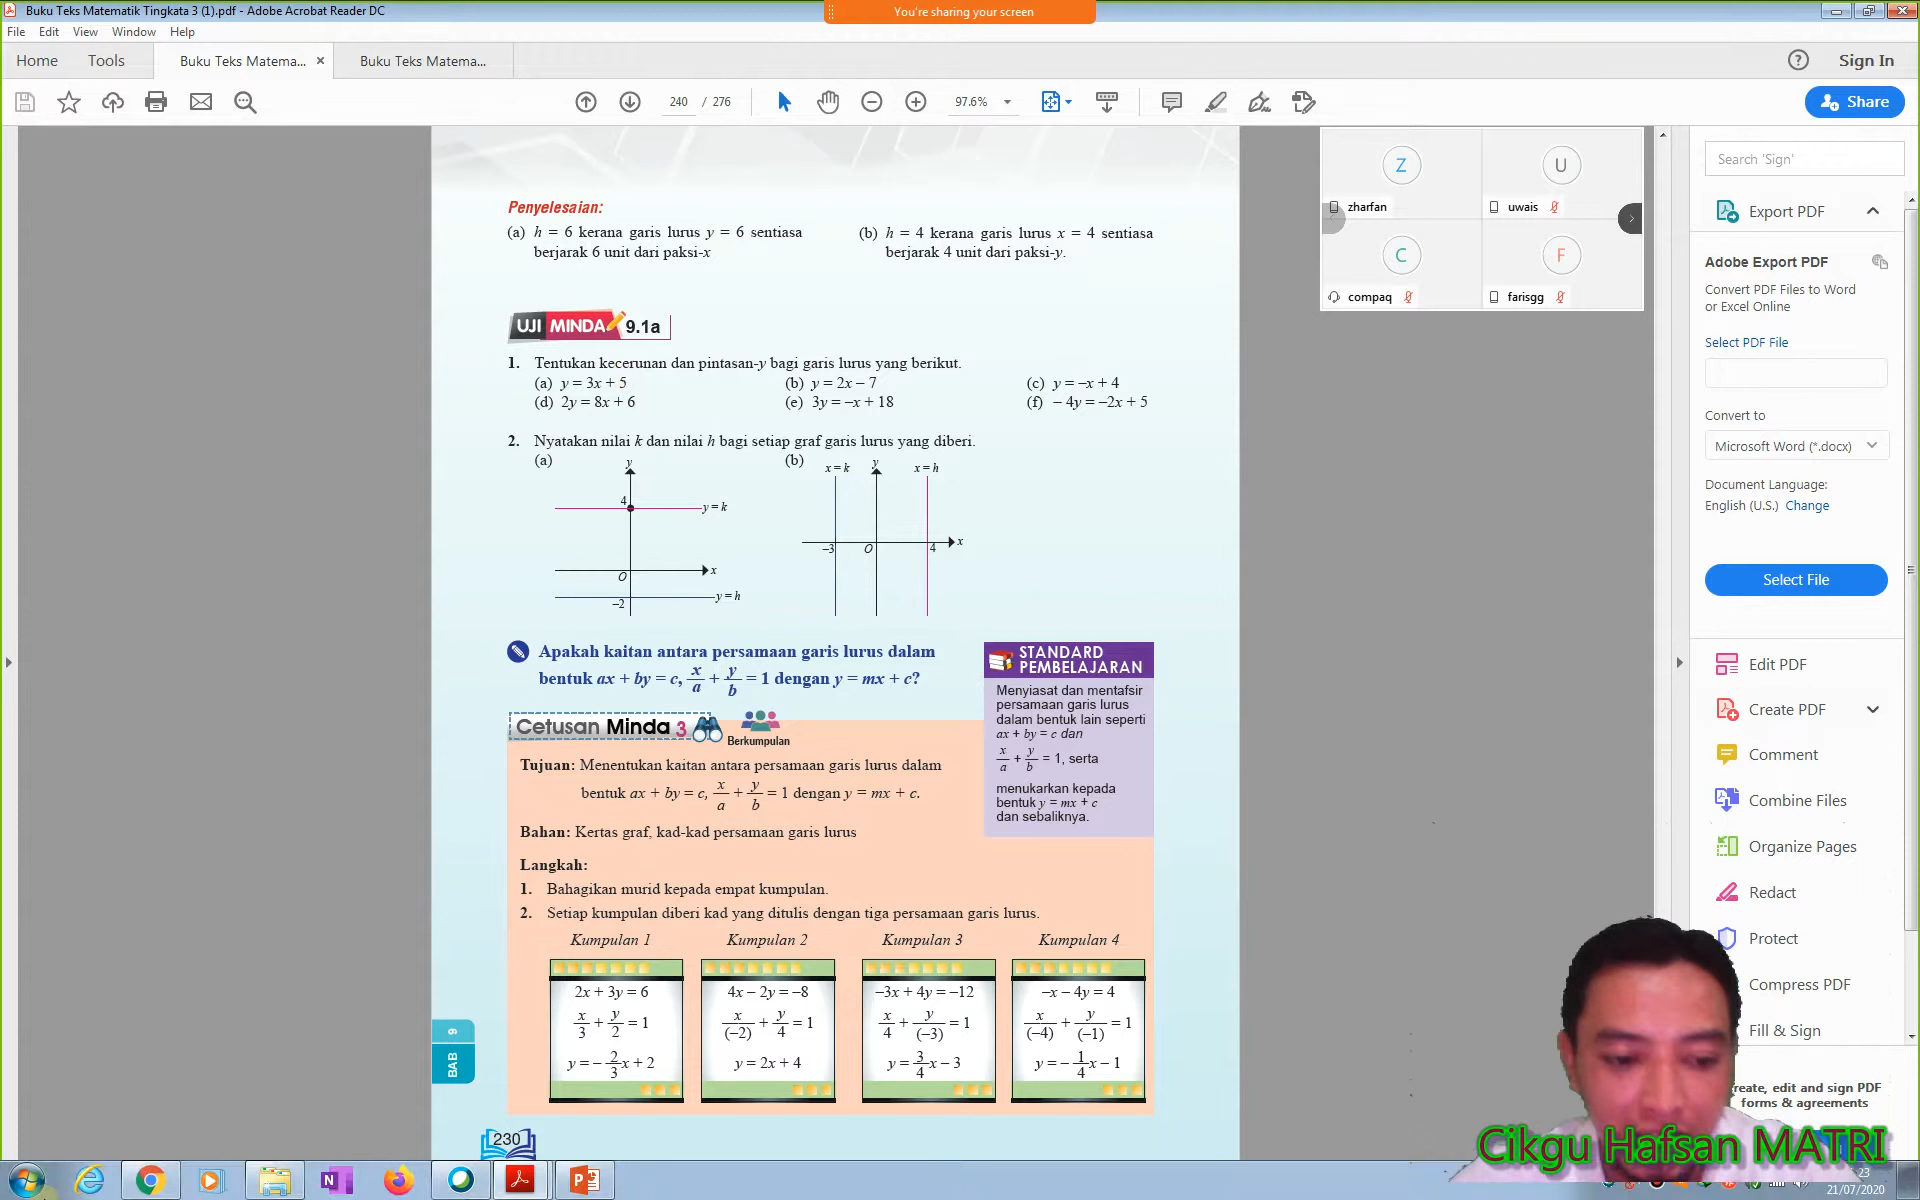 Buku Teks Matematik Tingkata 3 (1).pdf - Adobe Acrobat Reader DC
You're sharing your screen
File Edit View Window Help
Home Tools Buku Teks Matema... × Buku Teks Matema... Sign In
240 / 276 97.6% Share
Penyelesaian:
(a) h = 6 kerana garis lurus y = 6 sentiasa
berjarak 6 unit dari paksi-x
(b) h = 4 kerana garis lurus x = 4 sentiasa
berjarak 4 unit dari paksi-y.
UJI MINDA 9.1a
1. Tentukan kecerunan dan pintasan-y bagi garis lurus yang berikut.
(a) y = 3x + 5 (b) y = 2x – 7 (c) y = –x + 4
(d) 2y = 8x + 6 (e) 3y = –x + 18 (f) – 4y = –2x + 5
2. Nyatakan nilai k dan nilai h bagi setiap graf garis lurus yang diberi.
(a) y
4
y = k
x
O
–2
y = h
(b) x = k y x = h
–3 O 4 x
Apakah kaitan antara persamaan garis lurus dalam
bentuk ax + by = c, x/a + y/b = 1 dengan y = mx + c?
STANDARD
PEMBELAJARAN
Menyiasat dan mentafsir
persamaan garis lurus
dalam bentuk lain seperti
ax + by = c dan
x/a + y/b = 1, serta
menukarkan kepada
bentuk y = mx + c
dan sebaliknya.
Cetusan Minda 3
Berkumpulan
Tujuan: Menentukan kaitan antara persamaan garis lurus dalam
bentuk ax + by = c, x/a + y/b = 1 dengan y = mx + c.
Bahan: Kertas graf, kad-kad persamaan garis lurus
Langkah:
1. Bahagikan murid kepada empat kumpulan.
2. Setiap kumpulan diberi kad yang ditulis dengan tiga persamaan garis lurus.
Kumpulan 1 Kumpulan 2 Kumpulan 3 Kumpulan 4
2x + 3y = 6 4x – 2y = –8 –3x + 4y = –12 –x – 4y = 4
x/3 + y/2 = 1 x/(–2) + y/4 = 1 x/4 + y/(–3) = 1 x/(–4) + y/(–1) = 1
y = – 2/3 x + 2 y = 2x + 4 y = 3/4 x – 3 y = – 1/4 x – 1
BAB 9
230
Z U
zharfan uwais
C F
compaq farisgg
Search 'Sign'
Export PDF
Adobe Export PDF
Convert PDF Files to Word
or Excel Online
Select PDF File
Convert to
Microsoft Word (*.docx)
Document Language:
English (U.S.) Change
Select File
Edit PDF
Create PDF
Comment
Combine Files
Organize Pages
Redact
Protect
Compress PDF
Fill & Sign
edit and sign PDF
forms & agreements
Cikgu Hafsan MATRI
21/07/2020